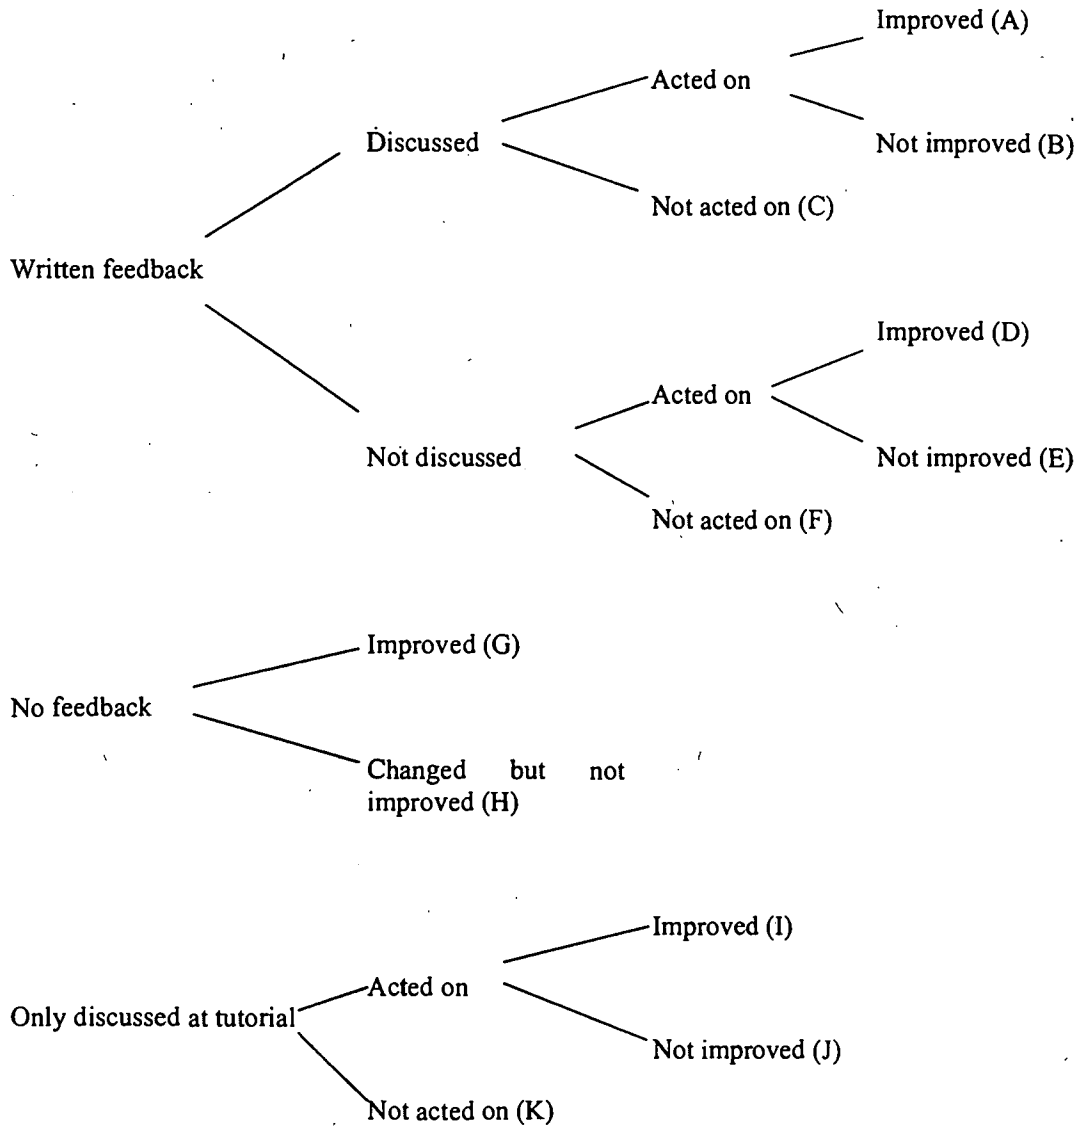 Improved (A)
Acted on
Discussed
Not improved (B)
Not acted on (C)
Written feedback
Improved (D)
Acted on
Not discussed
Not improved (E)
Not acted on (F)
Improved (G)
No feedback
Changed but not
improved (H)
Improved (I)
Acted on
Only discussed at tutorial
Not improved (J)
Not acted on (K)